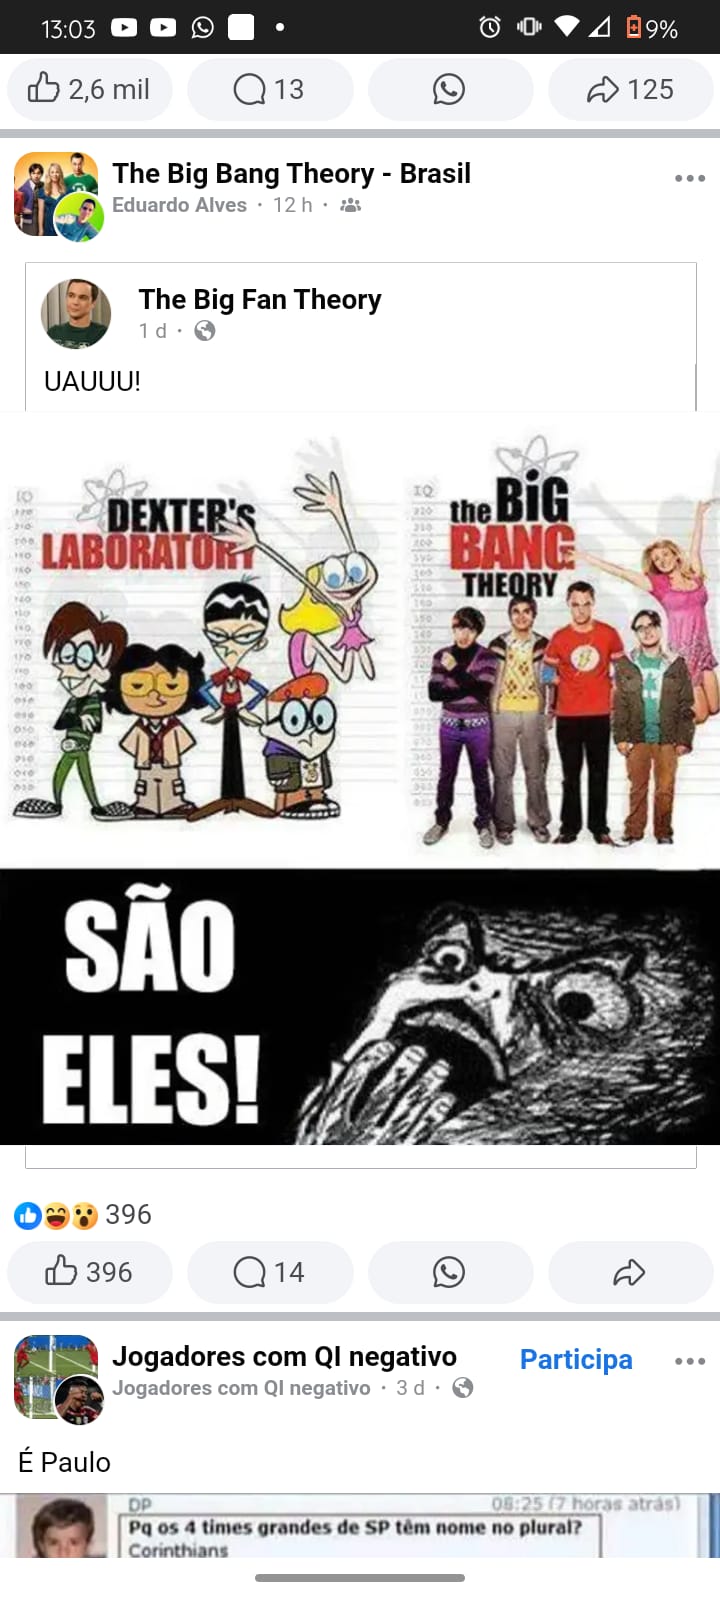 13:03
9%
2,6 mil
13
125
The Big Bang Theory - Brasil
Eduardo Alves · 12 h ·
The Big Fan Theory
1 d ·
UAUUU!
IQ
DEXTER'S
LABORATORY
IQ
the BiG
BANG
THEORY
SÃO
ELES!
396
396
14
Jogadores com QI negativo
Participa
Jogadores com QI negativo · 3 d ·
É Paulo
DP
08:25 (7 horas atrás)
Pq os 4 times grandes de SP têm nome no plural?
Corinthians